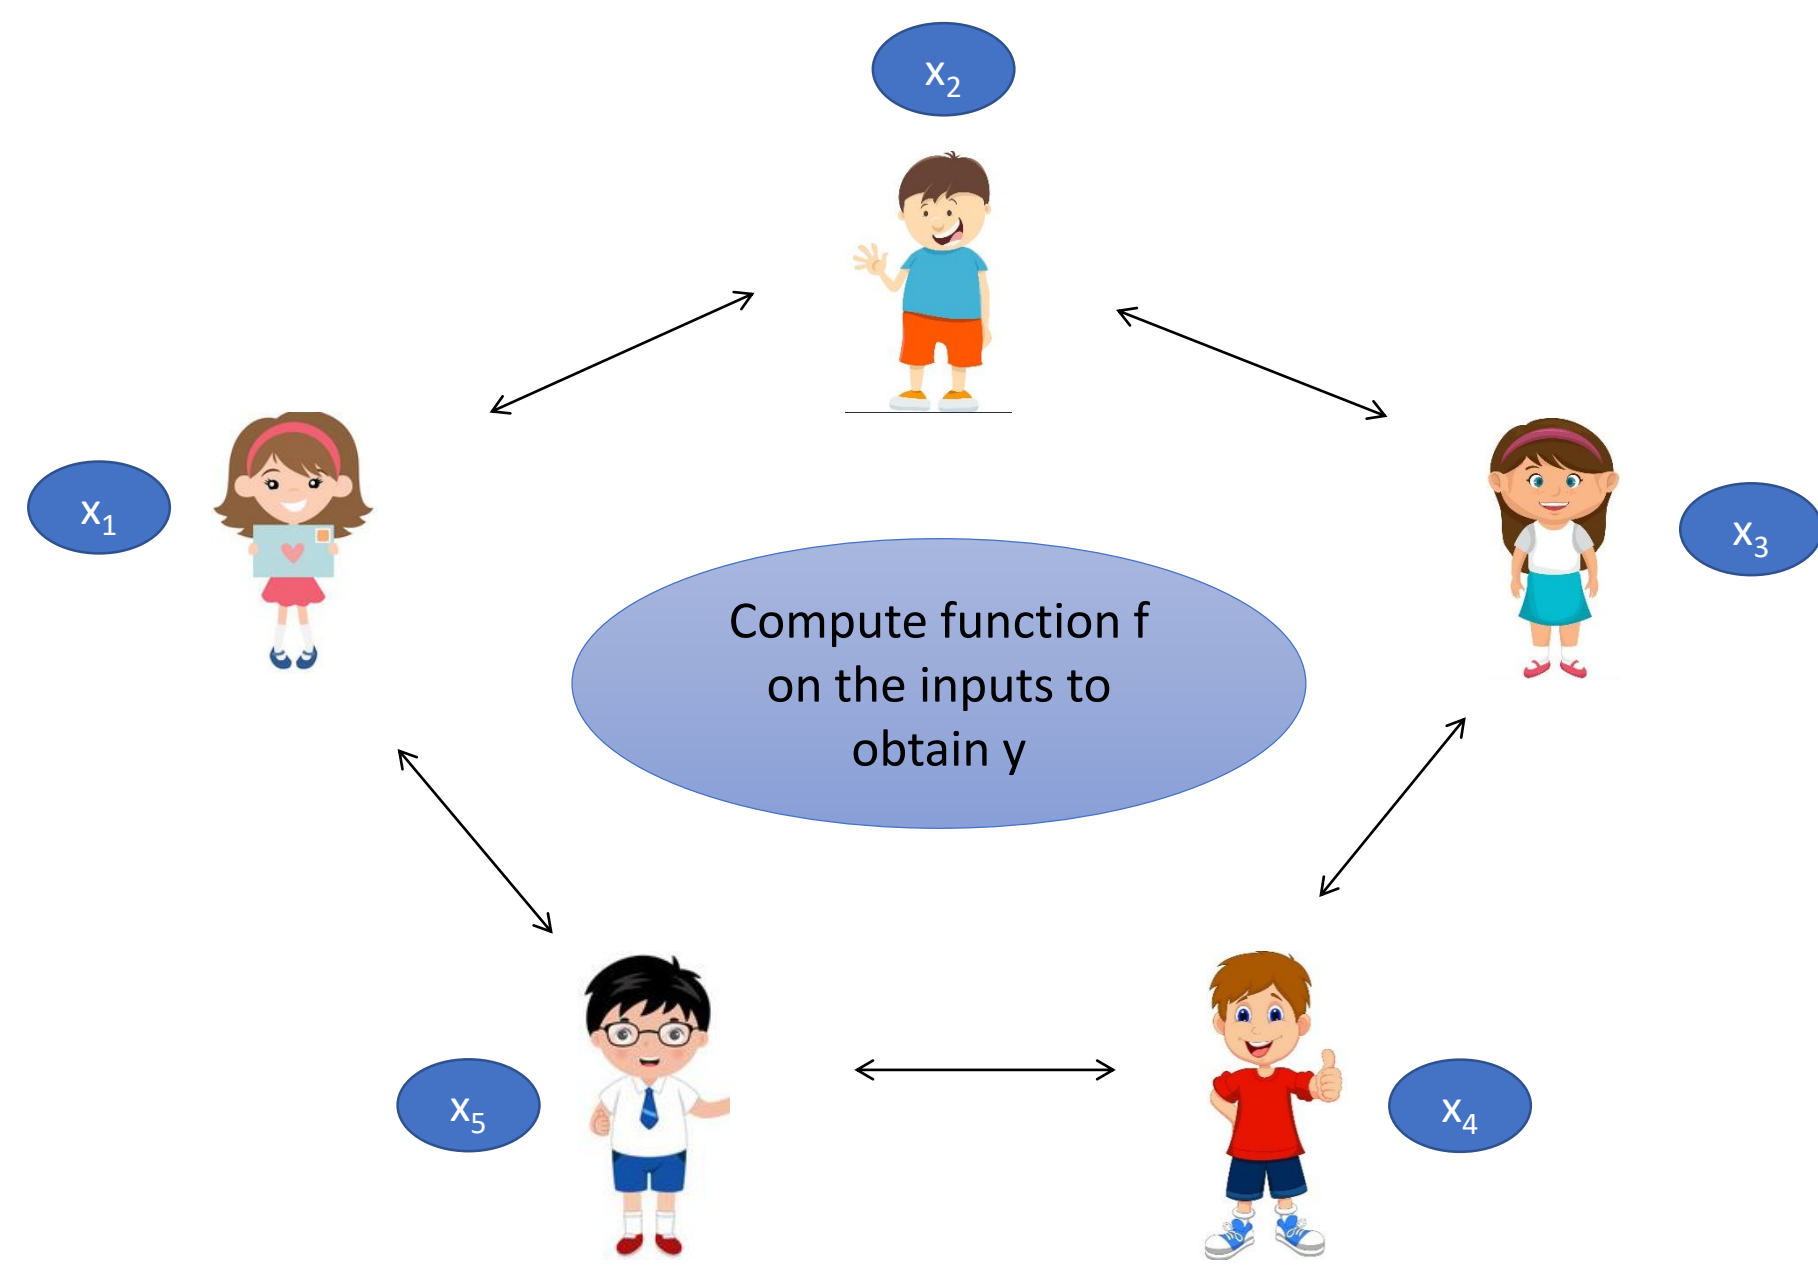 x₂
x₁
x₃
Compute function f
on the inputs to
obtain y
x₅
x₄